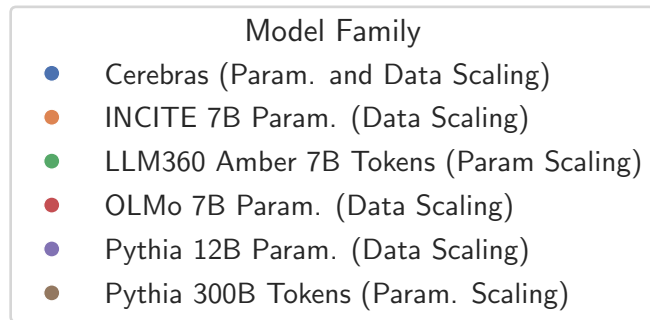 Model Family
Cerebras (Param. and Data Scaling)
INCITE 7B Param. (Data Scaling)
LLM360 Amber 7B Tokens (Param Scaling)
OLMo 7B Param. (Data Scaling)
Pythia 12B Param. (Data Scaling)
Pythia 300B Tokens (Param. Scaling)